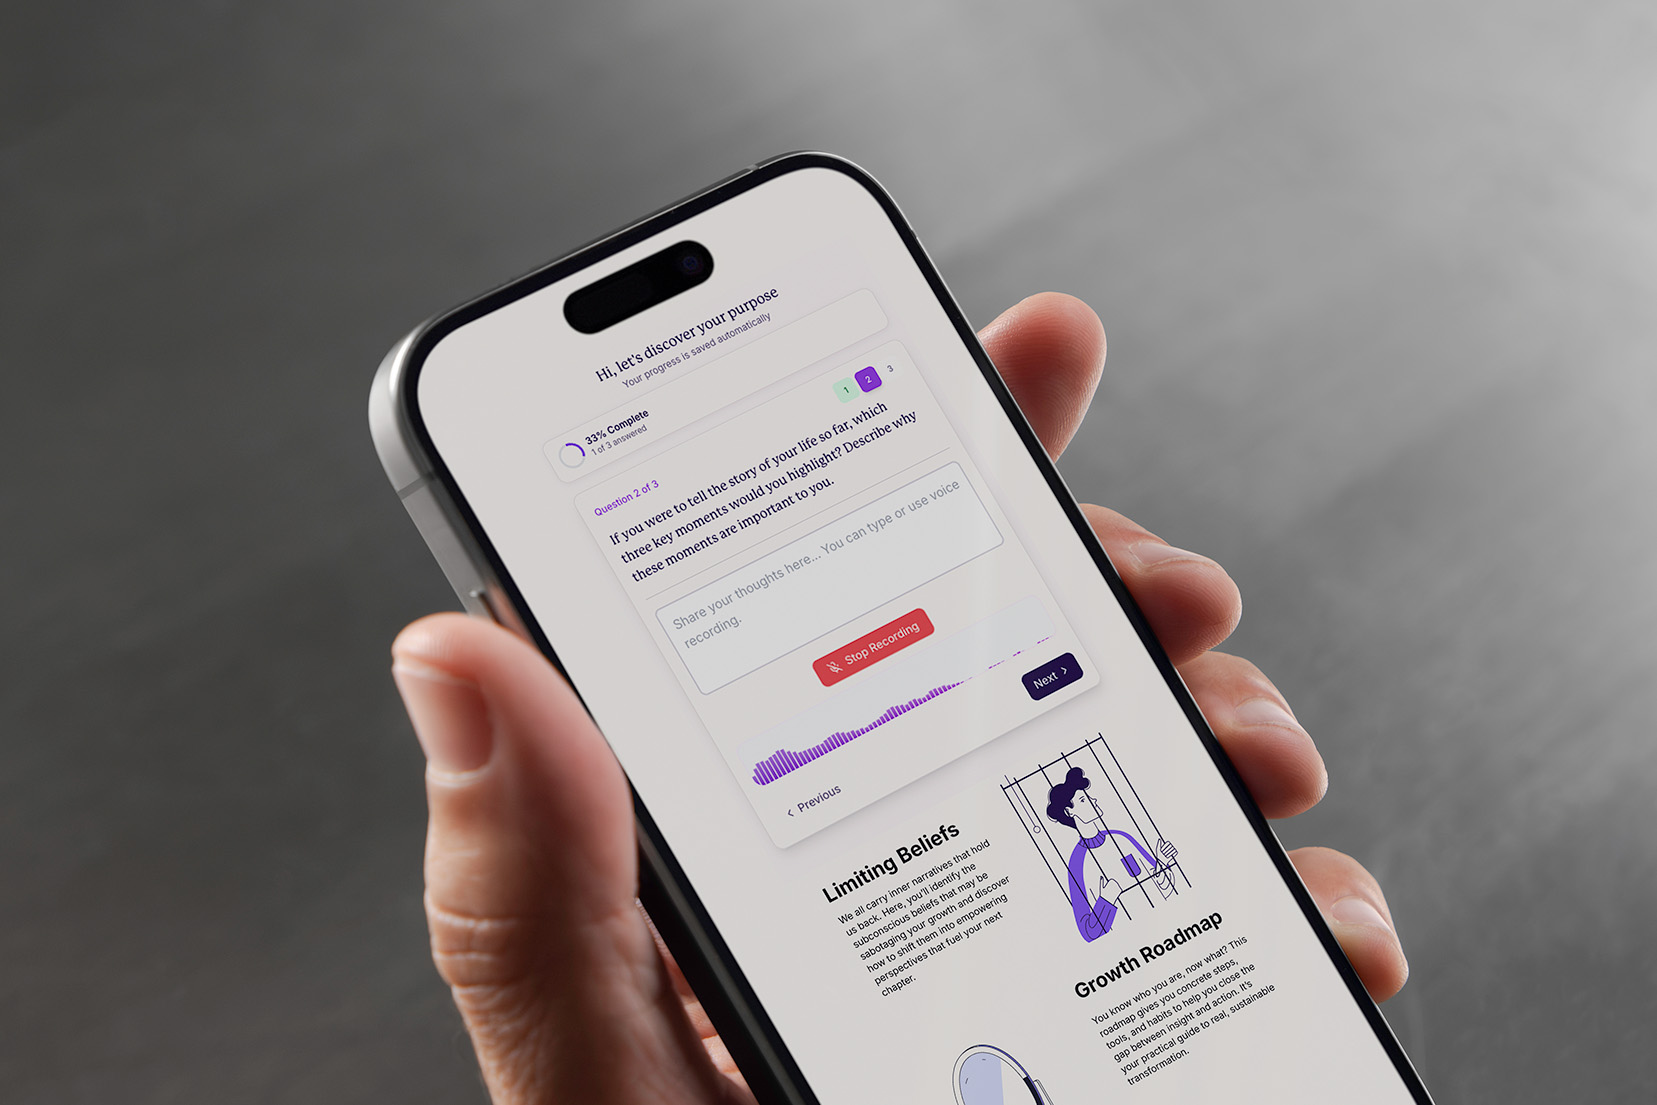 Hi, let's discover your purpose
Your progress is saved automatically
33% Complete
1 of 3 answered
1 2 3
Question 2 of 3
If you were to tell the story of your life so far, which
three key moments would you highlight? Describe why
these moments are important to you.
Share your thoughts here... You can type or use voice
recording.
Stop Recording
Next
Previous
Limiting Beliefs
We all carry inner narratives that hold
us back. Here, you'll identify the
subconscious beliefs that may be
sabotaging your growth and discover
how to shift them into empowering
perspectives that fuel your next
chapter.
Growth Roadmap
You know who you are, now what? This
roadmap gives you concrete steps,
tools, and habits to help you close the
gap between insight and action. It's
your practical guide to real, sustainable
transformation.